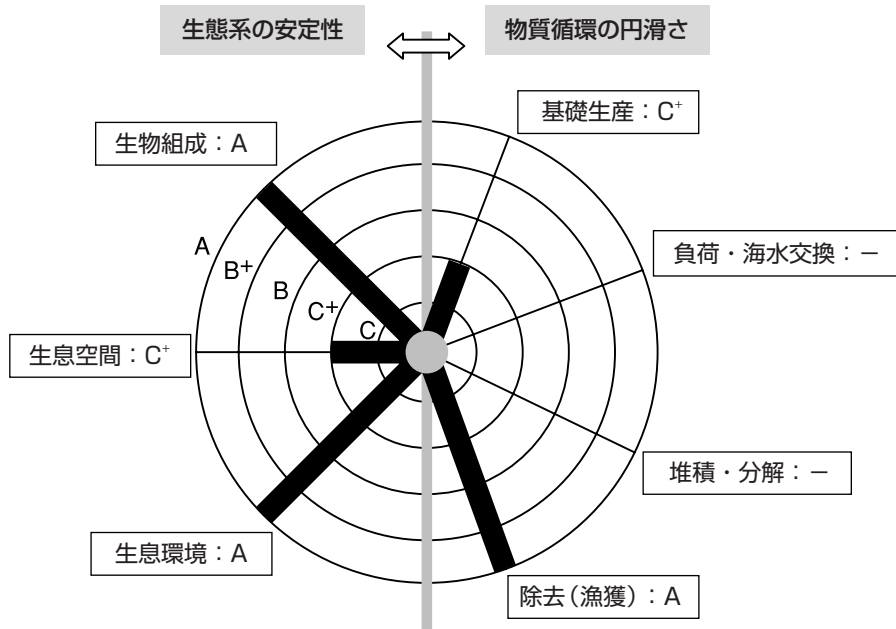 生態系の安定性
物質循環の円滑さ
基礎生産：C⁺
生物組成：A
負荷・海水交換：－
A
B+
B
C+
C
生息空間：C⁺
堆積・分解：－
生息環境：A
除去(漁獲)：A